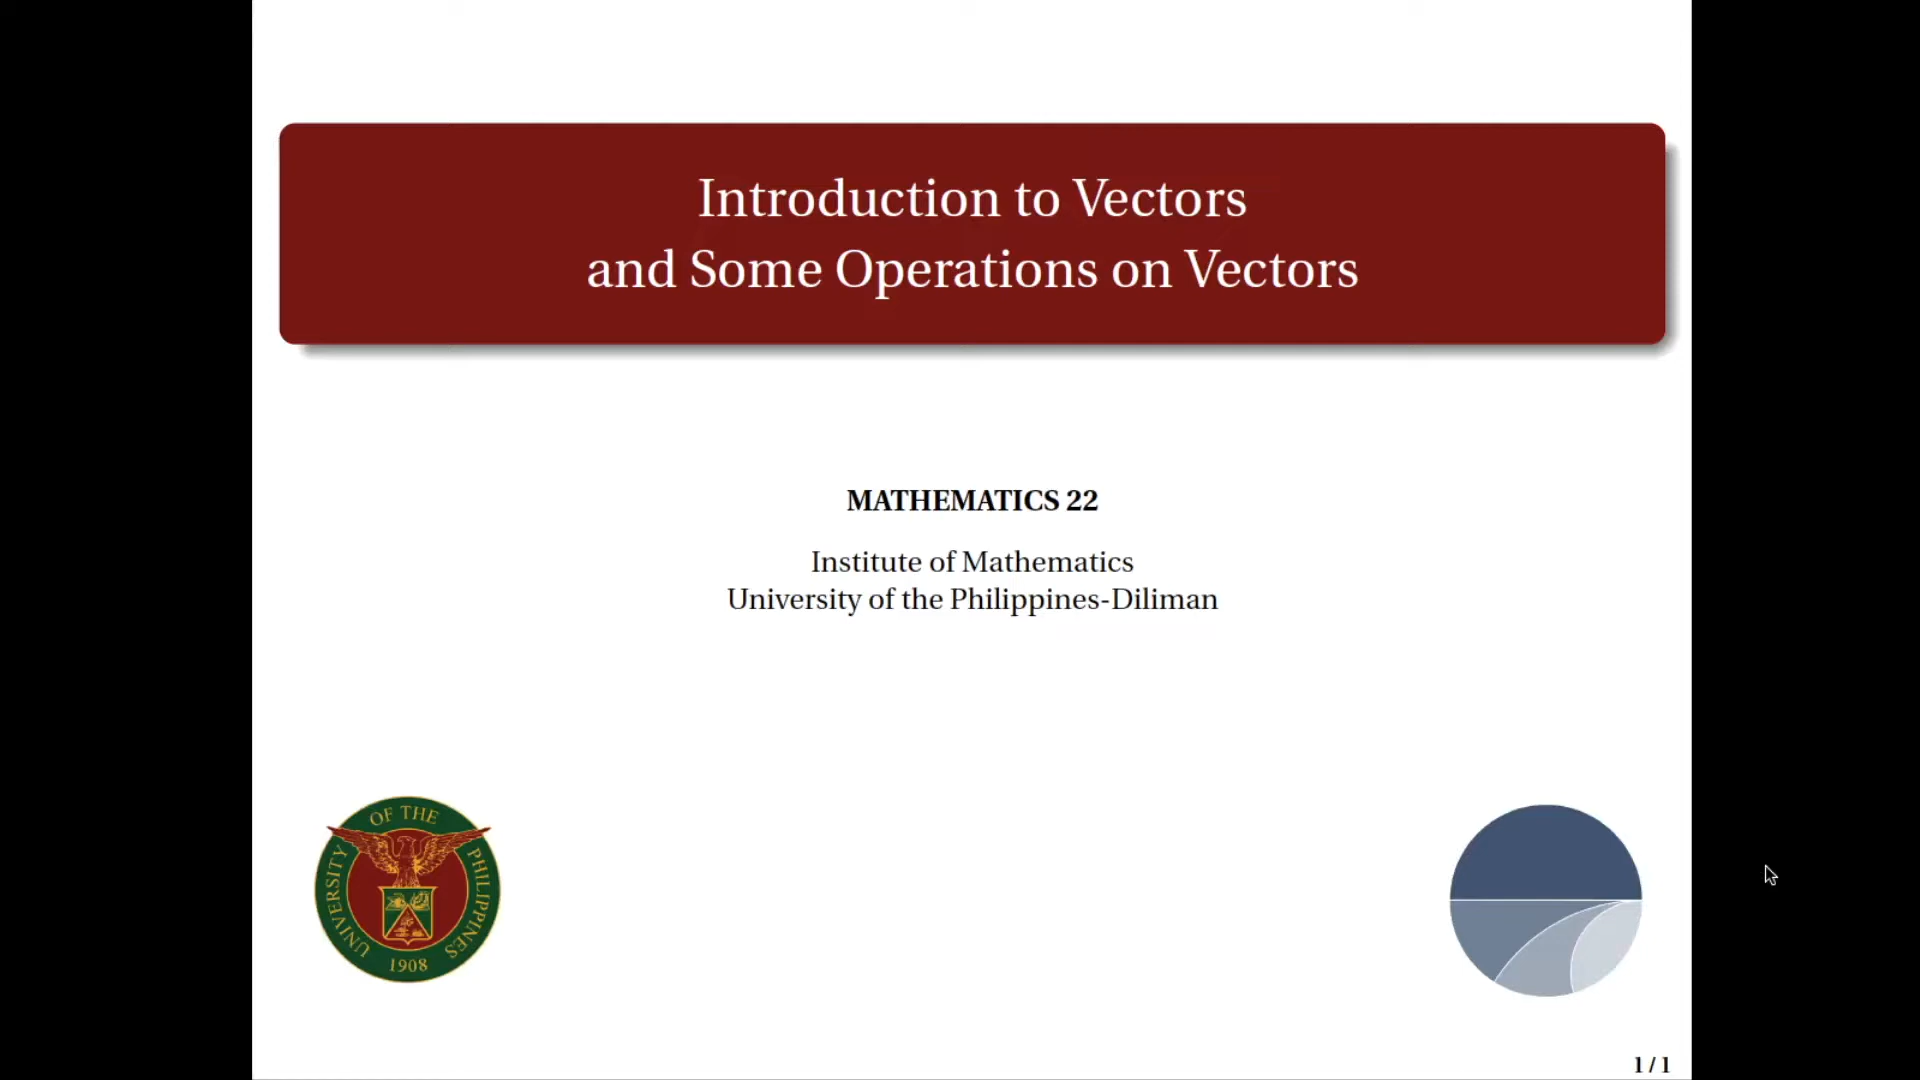 Introduction to Vectors
and Some Operations on Vectors
MATHEMATICS 22
Institute of Mathematics
University of the Philippines-Diliman
UNIVERSITY OF THE PHILIPPINES
1908
1 / 1